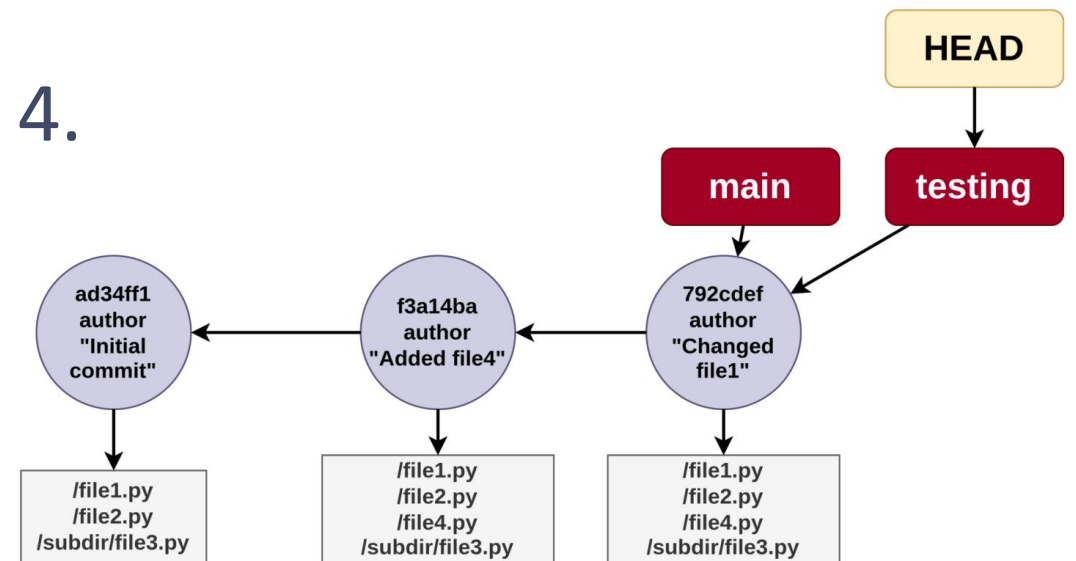 HEAD
4.
main
testing
ad34ff1
author
"Initial
commit"
f3a14ba
author
"Added file4"
792cdef
author
"Changed
file1"
/file1.py
/file2.py
/subdir/file3.py
/file1.py
/file2.py
/file4.py
/subdir/file3.py
/file1.py
/file2.py
/file4.py
/subdir/file3.py